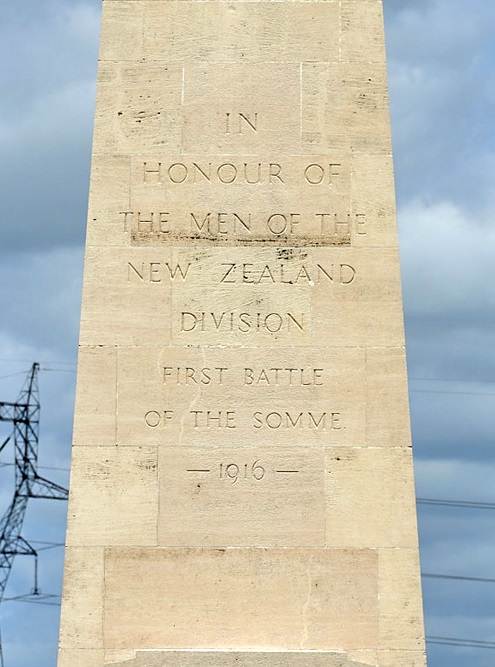 IN
HONOUR OF
THE MEN OF THE
NEW ZEALAND
DIVISION
FIRST BATTLE
OF THE SOMME.
— 1916 —